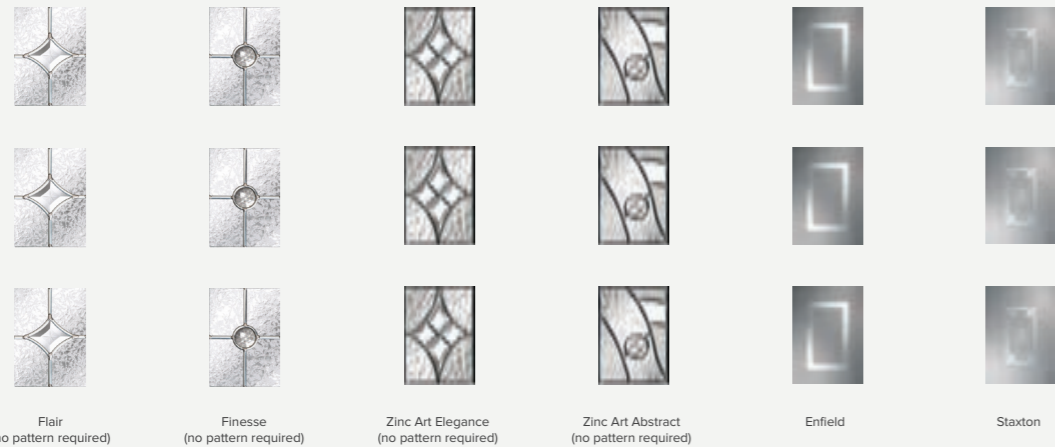 Flair
no pattern required)
Finesse
(no pattern required)
Zinc Art Elegance
(no pattern required)
Zinc Art Abstract
(no pattern required)
Enfield
Staxton